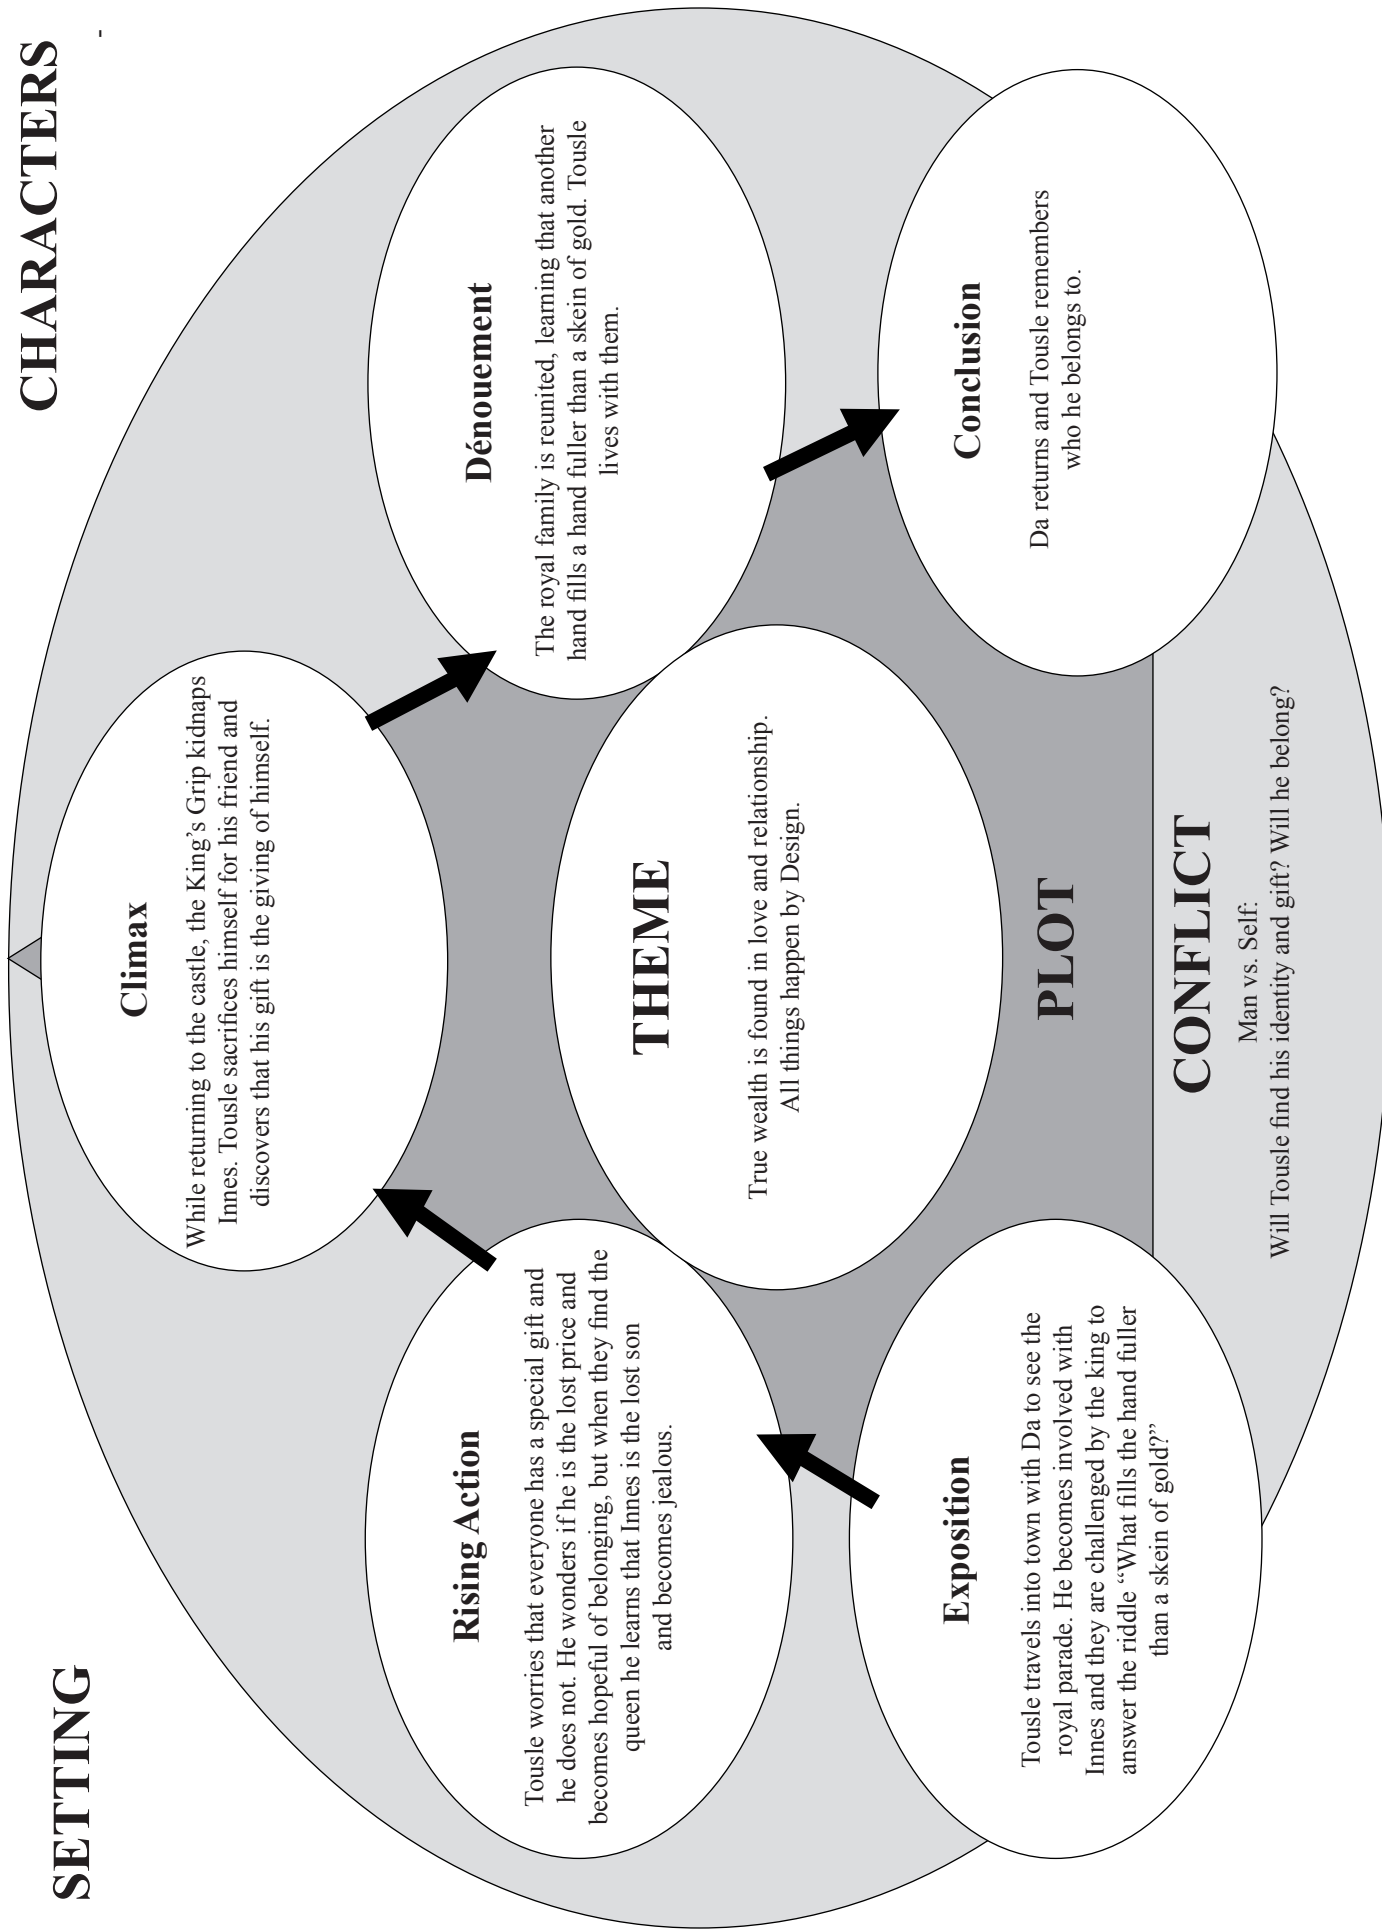 SETTING
CHARACTERS
Climax
While returning to the castle, the King’s Grip kidnaps
Innes. Tousle sacrifices himself for his friend and
discovers that his gift is the giving of himself.
Rising Action
Tousle worries that everyone has a special gift and
he does not. He wonders if he is the lost price and
becomes hopeful of belonging, but when they find the
queen he learns that Innes is the lost son
and becomes jealous.
Dénouement
The royal family is reunited, learning that another
hand fills a hand fuller than a skein of gold. Tousle
lives with them.
THEME
True wealth is found in love and relationship.
All things happen by Design.
Exposition
Tousle travels into town with Da to see the
royal parade. He becomes involved with
Innes and they are challenged by the king to
answer the riddle “What fills the hand fuller
than a skein of gold?”
Conclusion
Da returns and Tousle remembers
who he belongs to.
PLOT
CONFLICT
Man vs. Self:
Will Tousle find his identity and gift? Will he belong?